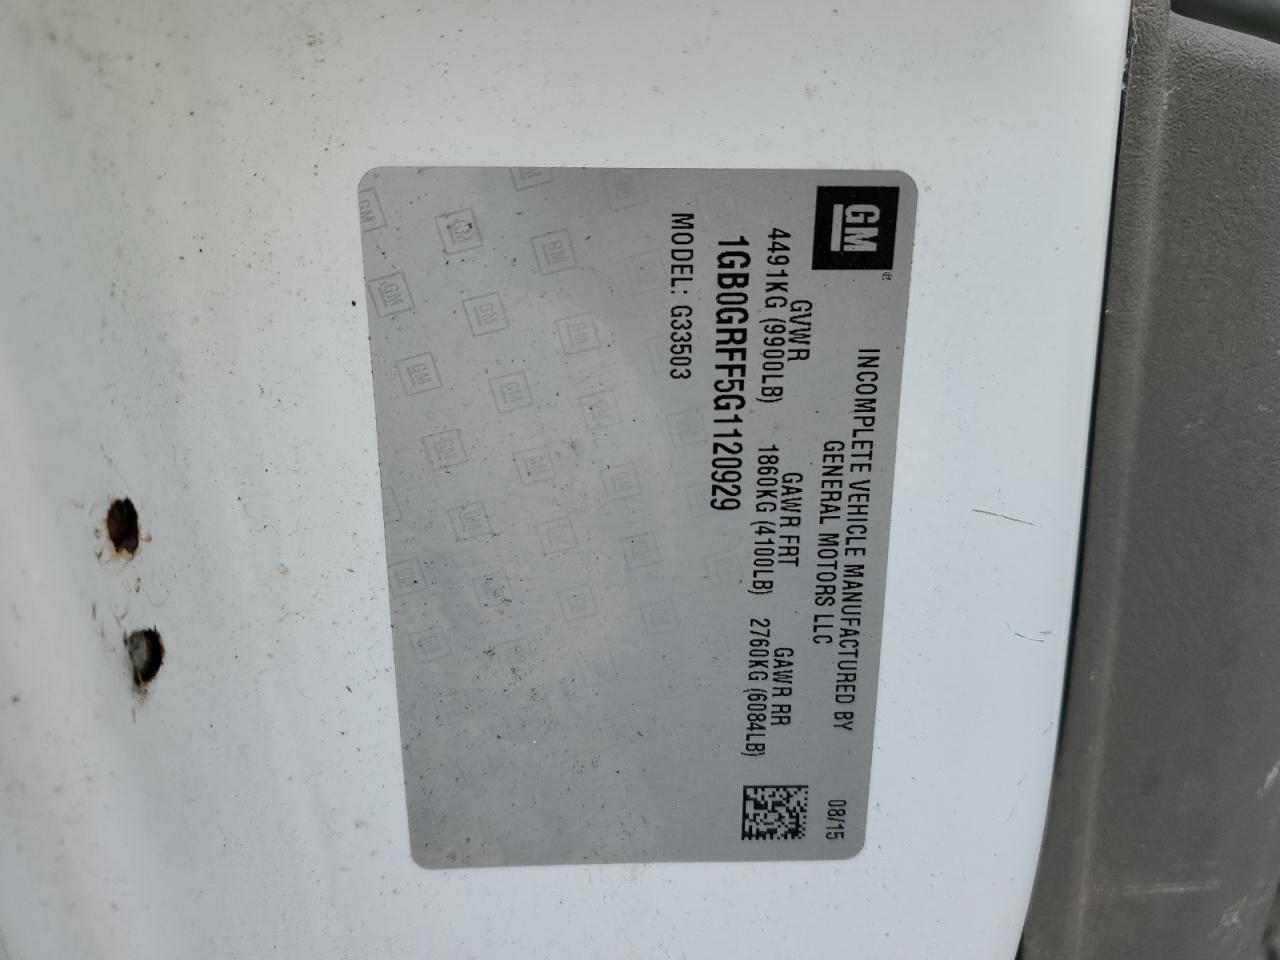 GM
INCOMPLETE VEHICLE MANUFACTURED BY
GENERAL MOTORS LLC
08/15
GVWR GAWR FRT GAWR RR
4491KG (9900LB) 1860KG (4100LB) 2760KG (6084LB)
1GB0GRFF5G1120929
MODEL: G33503